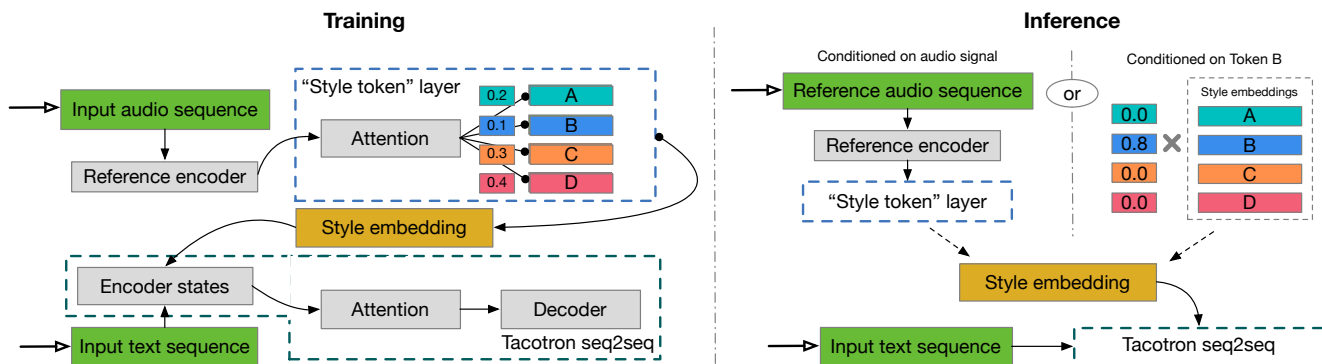 Training
Input audio sequence
Reference encoder
“Style token” layer
Attention
0.2 A
0.1 B
0.3 C
0.4 D
Style embedding
Encoder states
Attention
Decoder
Tacotron seq2seq
Input text sequence
Inference
Conditioned on audio signal
Reference audio sequence
Reference encoder
“Style token” layer
or
Conditioned on Token B
Style embeddings
0.0 A
0.8 B
0.0 C
0.0 D
Style embedding
Input text sequence
Tacotron seq2seq